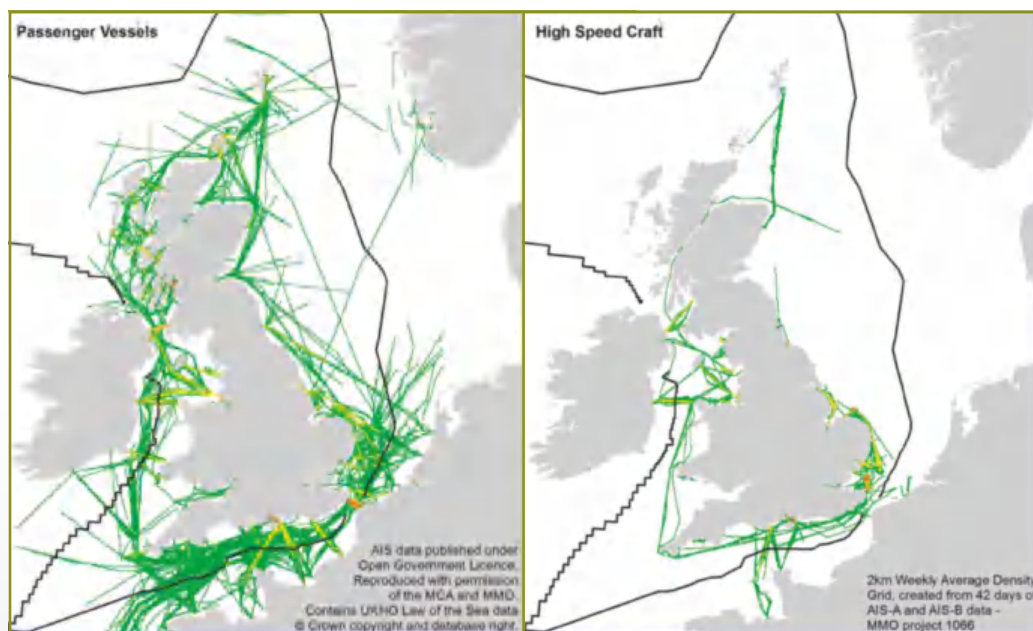 Passenger Vessels
AIS data published under
Open Government Licence.
Reproduced with permission
of the MCA and MMO.
Contains UKHO Law of the Sea data
© Crown copyright and database right.
High Speed Craft
2km Weekly Average Density
Grid, created from 42 days of
AIS-A and AIS-B data -
MMO project 1066